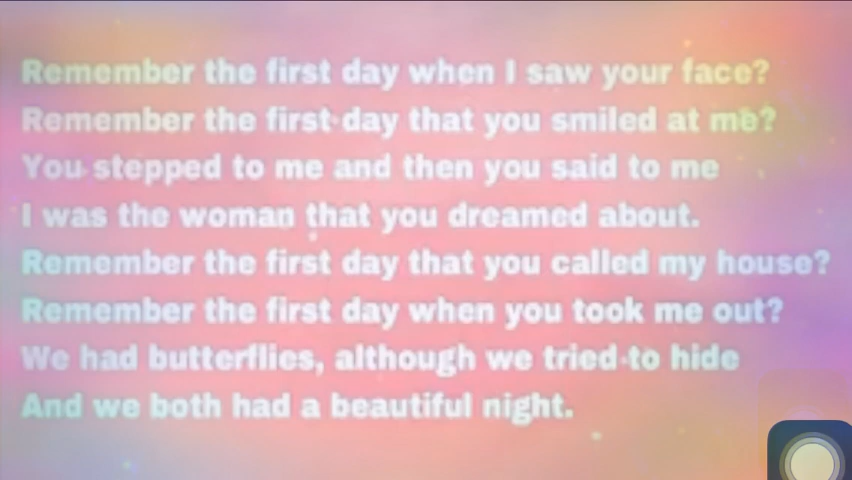 Remember the first day when I saw your face?
Remember the first day that you smiled at me?
You stepped to me and then you said to me
I was the woman that you dreamed about.
Remember the first day that you called my house?
Remember the first day when you took me out?
We had butterflies, although we tried to hide
And we both had a beautiful night.